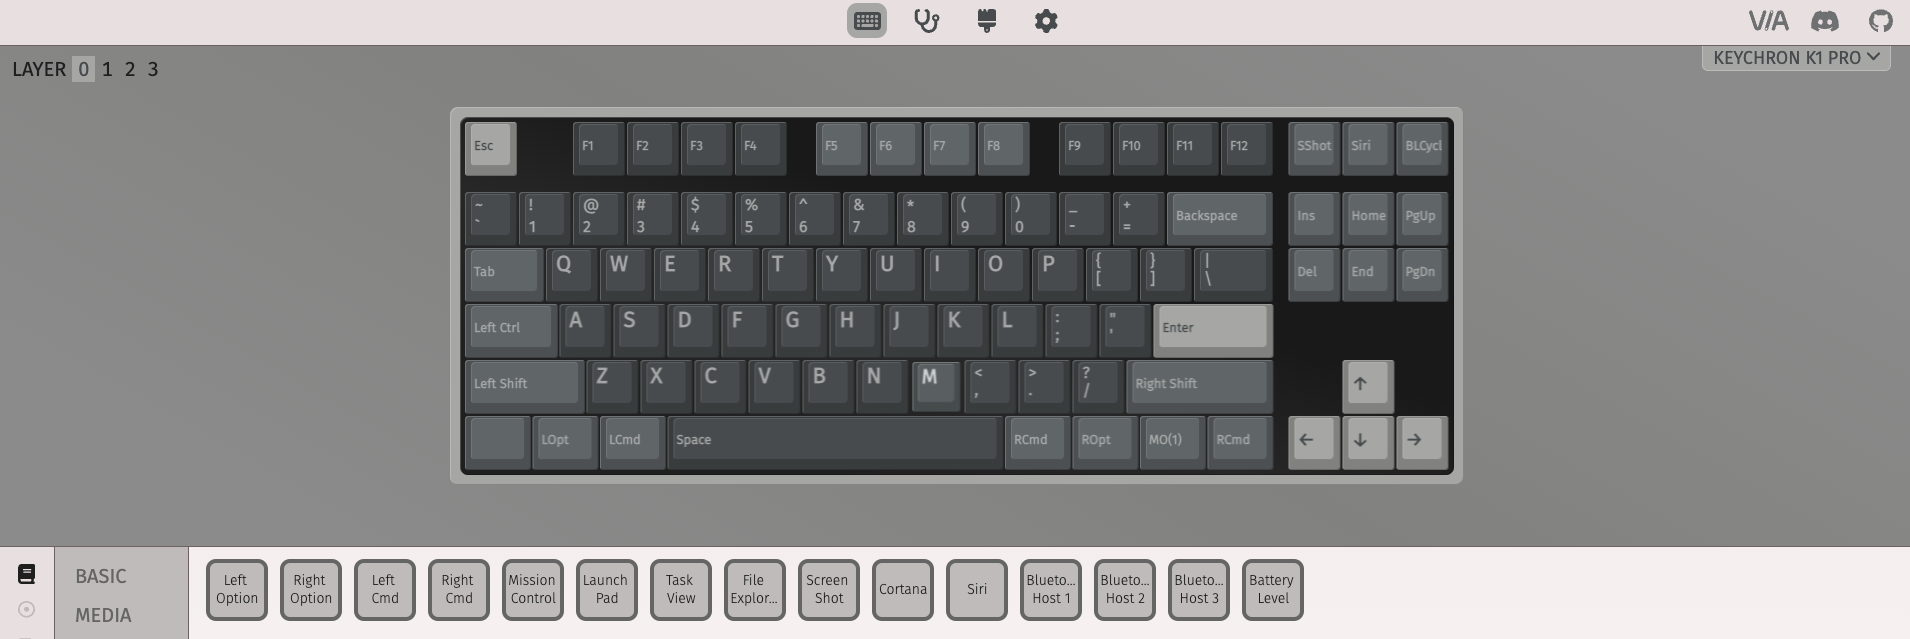 VIA
LAYER 0 1 2 3
KEYCHRON K1 PRO
Esc F1 F2 F3 F4 F5 F6 F7 F8 F9 F10 F11 F12 SShot Siri BLCycl
~ ! @ # $ % ^ & * ( ) _ +
` 1 2 3 4 5 6 7 8 9 0 - = Backspace Ins Home PgUp
Tab Q W E R T Y U I O P { } | Del End PgDn
[ ] \
Left Ctrl A S D F G H J K L : " Enter
; '
Left Shift Z X C V B N M < > ? Right Shift ↑
, . /
LOpt LCmd Space RCmd ROpt MO(1) RCmd ← ↓ →
BASIC
MEDIA
Left Option
Right Option
Left Cmd
Right Cmd
Mission Control
Launch Pad
Task View
File Explor...
Screen Shot
Cortana
Siri
Blueto... Host 1
Blueto... Host 2
Blueto... Host 3
Battery Level